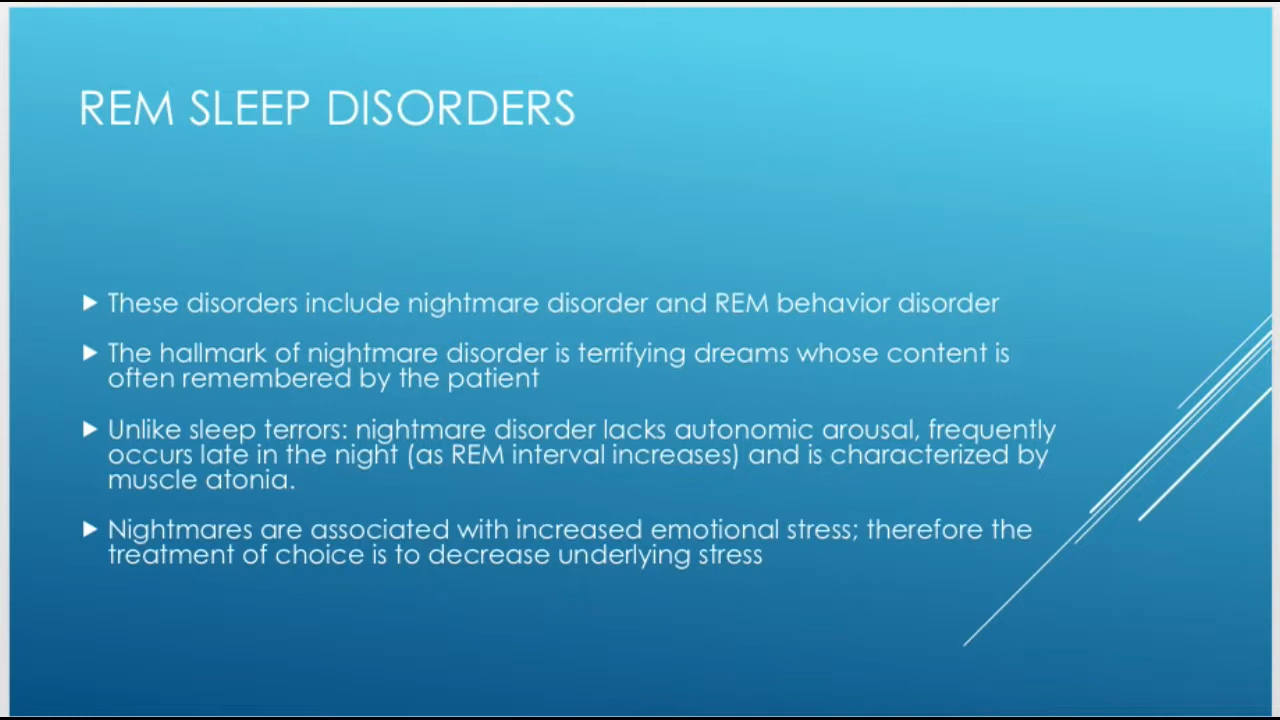 REM SLEEP DISORDERS
These disorders include nightmare disorder and REM behavior disorder
The hallmark of nightmare disorder is terrifying dreams whose content is
often remembered by the patient
Unlike sleep terrors: nightmare disorder lacks autonomic arousal, frequently
occurs late in the night (as REM interval increases) and is characterized by
muscle atonia.
Nightmares are associated with increased emotional stress; therefore the
treatment of choice is to decrease underlying stress